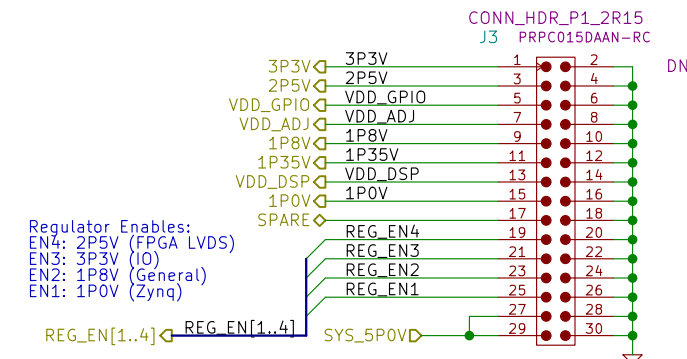 CONN_HDR_P1_2R15
J3 PRPC015DAAN-RC
DN
3P3V 3P3V 1 2
2P5V 2P5V 3 4
VDD_GPIO VDD_GPIO 5 6
VDD_ADJ VDD_ADJ 7 8
1P8V 1P8V 9 10
1P35V 1P35V 11 12
VDD_DSP VDD_DSP 13 14
1P0V 1P0V 15 16
SPARE 17 18
REG_EN4 19 20
REG_EN3 21 22
REG_EN2 23 24
REG_EN1 25 26
27 28
SYS_5P0V 29 30
Regulator Enables:
EN4: 2P5V (FPGA LVDS)
EN3: 3P3V (IO)
EN2: 1P8V (General)
EN1: 1P0V (Zynq)
REG_EN[1..4] REG_EN[1..4]